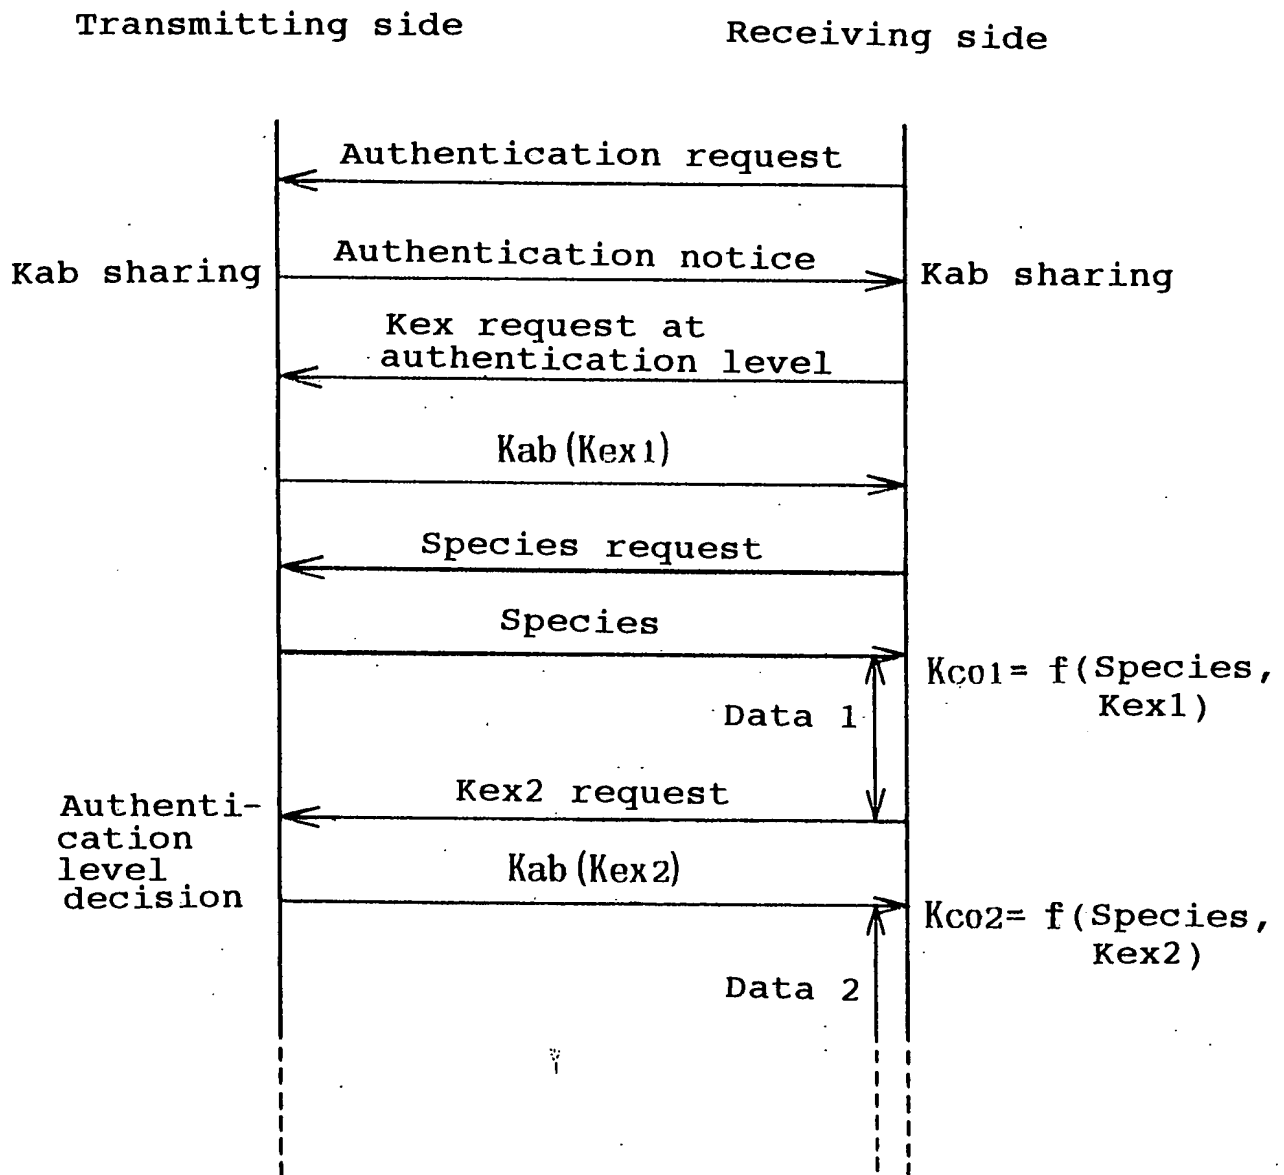 Transmitting side
Receiving side
Authentication request
Kab sharing
Authentication notice
Kab sharing
Kex request at
authentication level
Kab(Kex1)
Species request
Species
Kco1= f(Species,
Kex1)
Data 1
Kex2 request
Authenti-
cation
level
decision
Kab(Kex2)
Kco2= f(Species,
Kex2)
Data 2